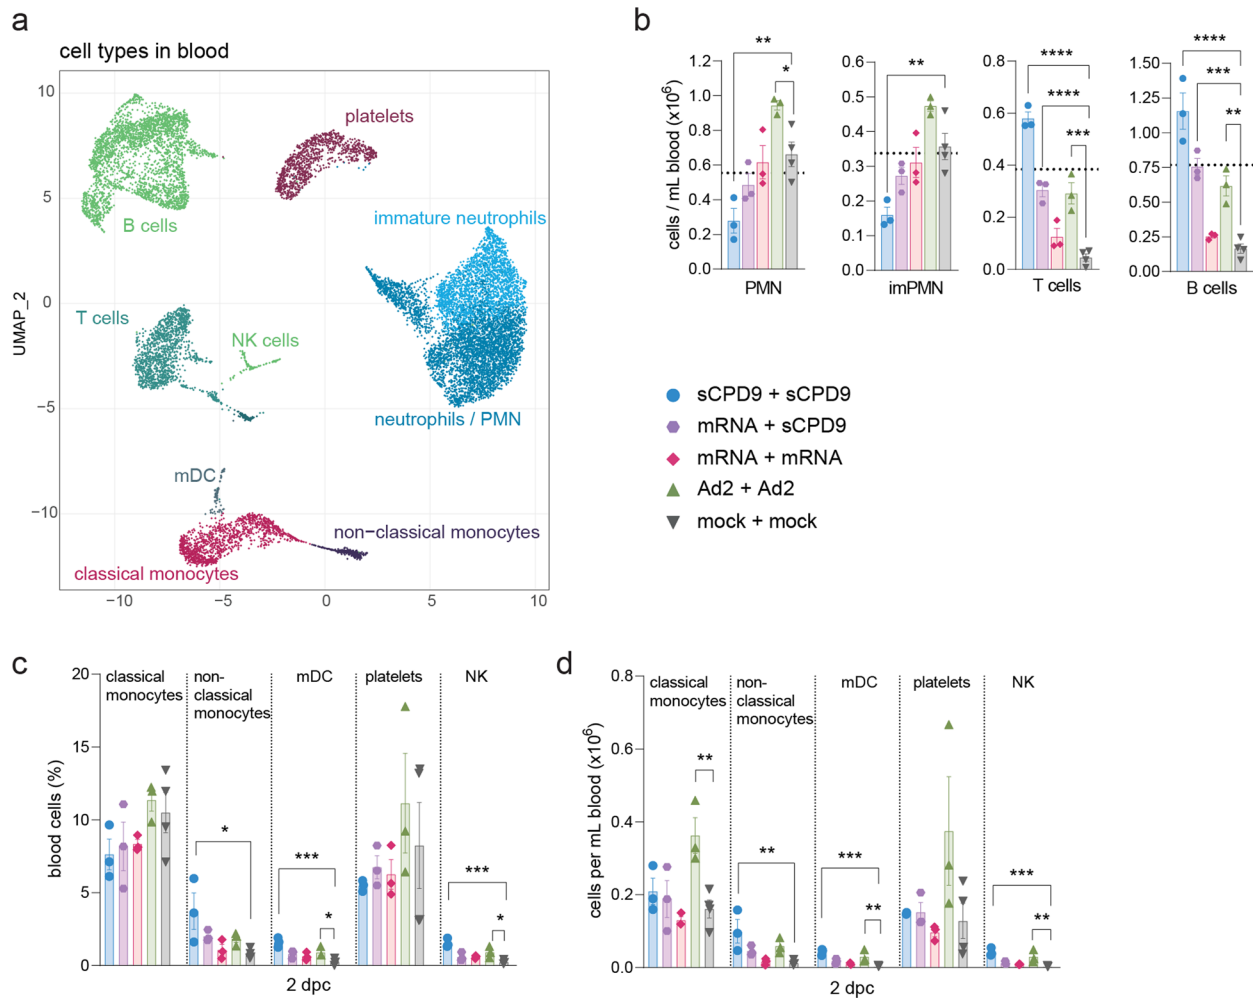 a
cell types in blood
UMAP_2
10
5
0
−5
−10
−10
−5
0
5
10
B cells
platelets
immature neutrophils
T cells
NK cells
neutrophils / PMN
mDC
non−classical monocytes
classical monocytes
b
cells / mL blood (x10⁶)
1.2
1.0
0.8
0.6
0.4
0.2
0.0
**
*
PMN
0.6
0.5
0.4
0.3
0.2
0.1
0.0
**
imPMN
0.8
0.6
0.4
0.2
0.0
****
****
***
T cells
1.50
1.25
1.00
0.75
0.50
0.25
0.00
****
***
**
B cells
sCPD9 + sCPD9
mRNA + sCPD9
mRNA + mRNA
Ad2 + Ad2
mock + mock
c
blood cells (%)
20
15
10
5
0
classical
monocytes
non-
classical
monocytes
mDC
platelets
NK
*
***
*
***
*
2 dpc
d
cells per mL blood (x10⁶)
0.8
0.6
0.4
0.2
0.0
classical
monocytes
non-
classical
monocytes
mDC
platelets
NK
**
**
***
**
***
**
2 dpc